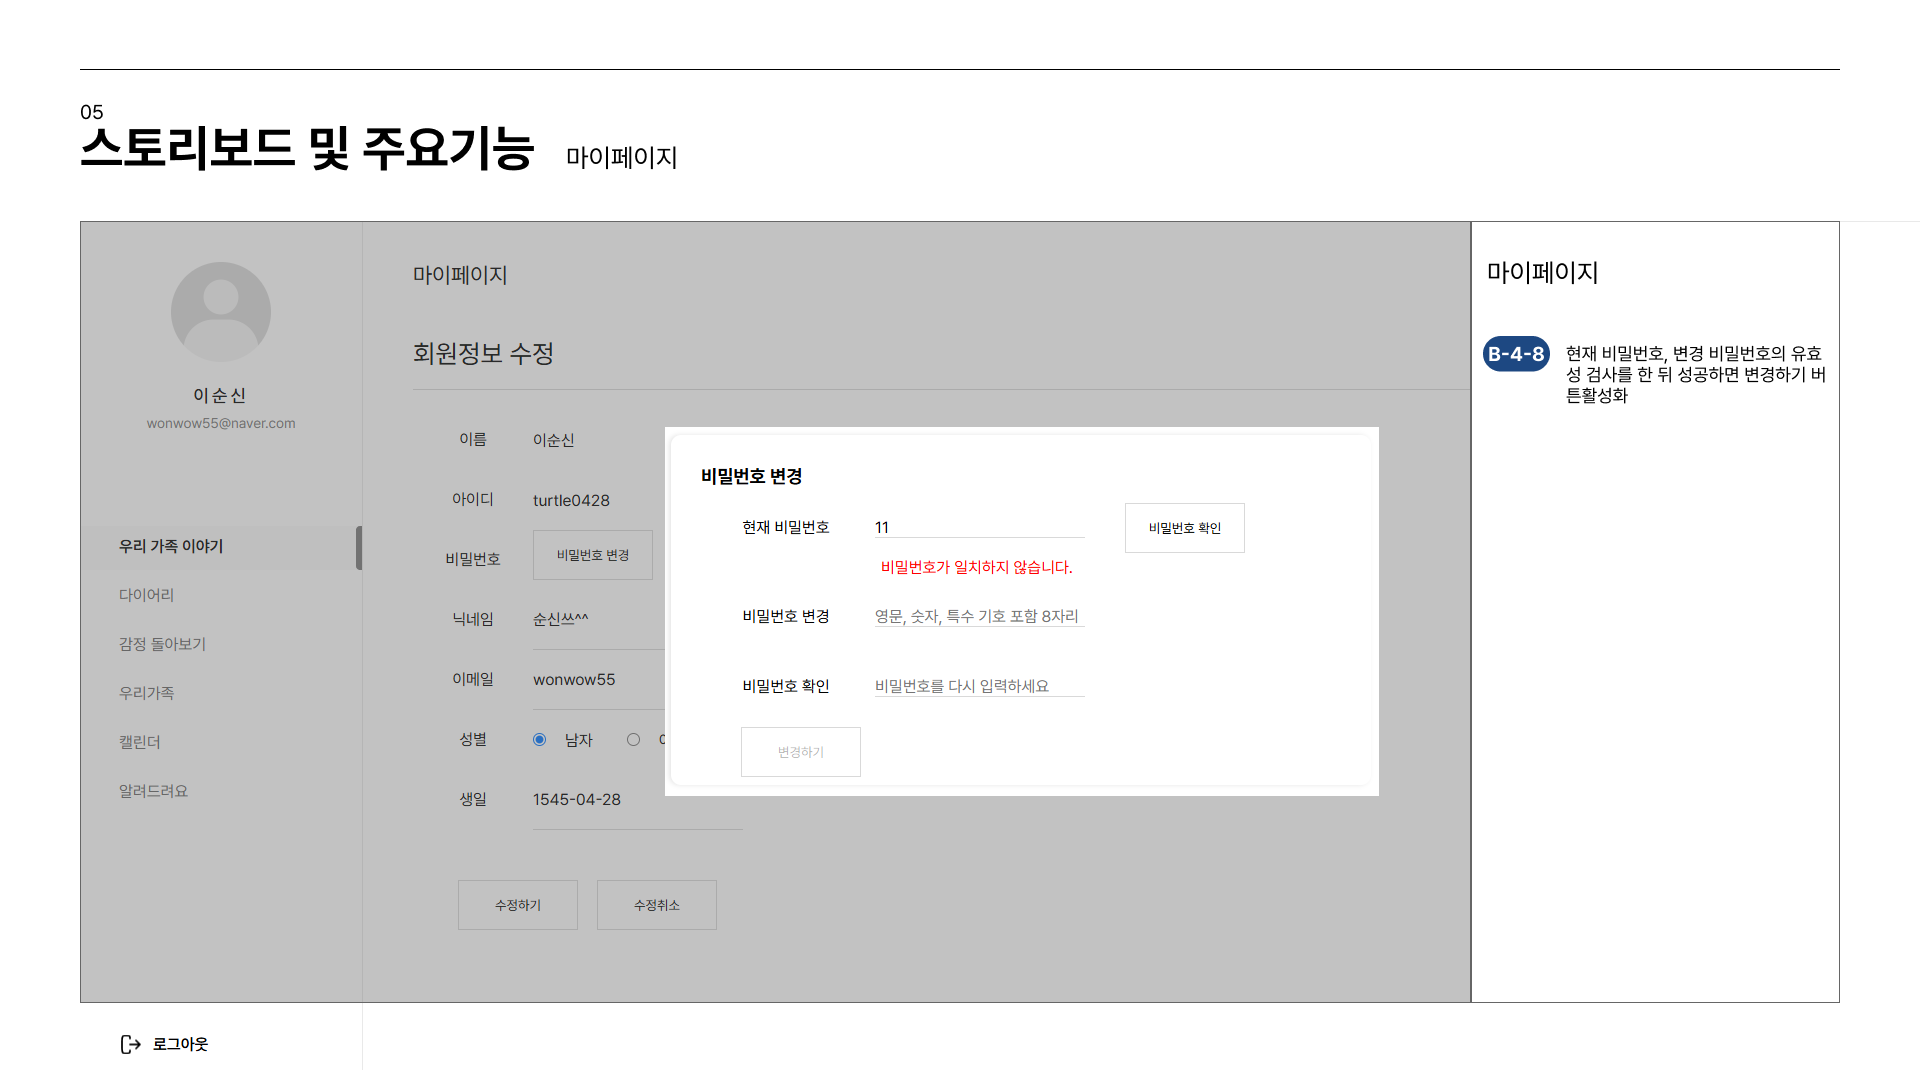 05
스토리보드 및 주요기능 마이페이지
이순신
wonwow55@naver.com
우리 가족 이야기
다이어리
감정 돌아보기
우리가족
캘린더
알려드려요
로그아웃
마이페이지
회원정보 수정
이름 이순신
아이디 turtle0428
비밀번호 비밀번호 변경
닉네임 순신쓰^^
이메일 wonwow55
성별 남자
생일 1545-04-28
수정하기 수정취소
비밀번호 변경
현재 비밀번호 11 비밀번호 확인
비밀번호가 일치하지 않습니다.
비밀번호 변경 영문, 숫자, 특수 기호 포함 8자리
비밀번호 확인 비밀번호를 다시 입력하세요
변경하기
마이페이지
B-4-8 현재 비밀번호, 변경 비밀번호의 유효
성 검사를 한 뒤 성공하면 변경하기 버
튼활성화